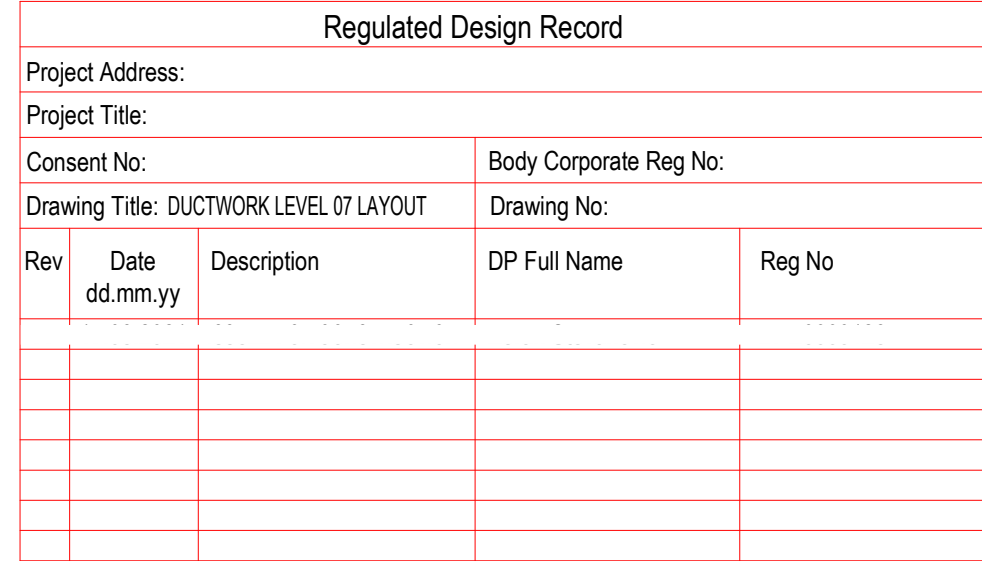 Regulated Design Record
Project Address:
Project Title:
Consent No: Body Corporate Reg No:
Drawing Title: DUCTWORK LEVEL 07 LAYOUT Drawing No:
Rev Date Description DP Full Name Reg No
dd.mm.yy